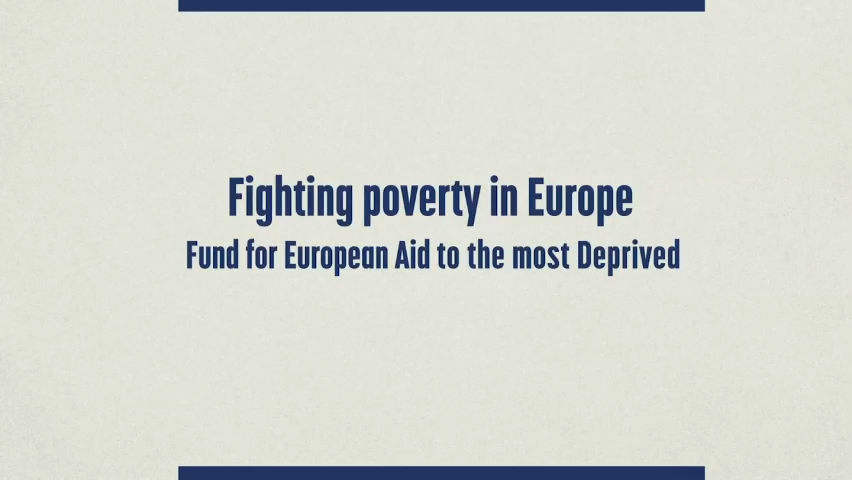 Fighting poverty in Europe
Fund for European Aid to the most Deprived